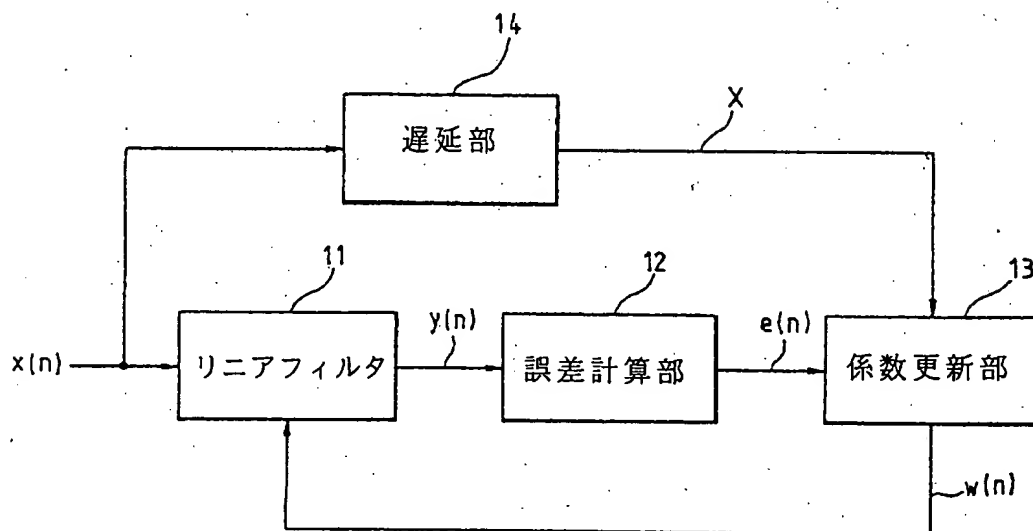 14
遅延部
X
11
12
13
x(n)
リニアフィルタ
y(n)
誤差計算部
e(n)
係数更新部
w(n)